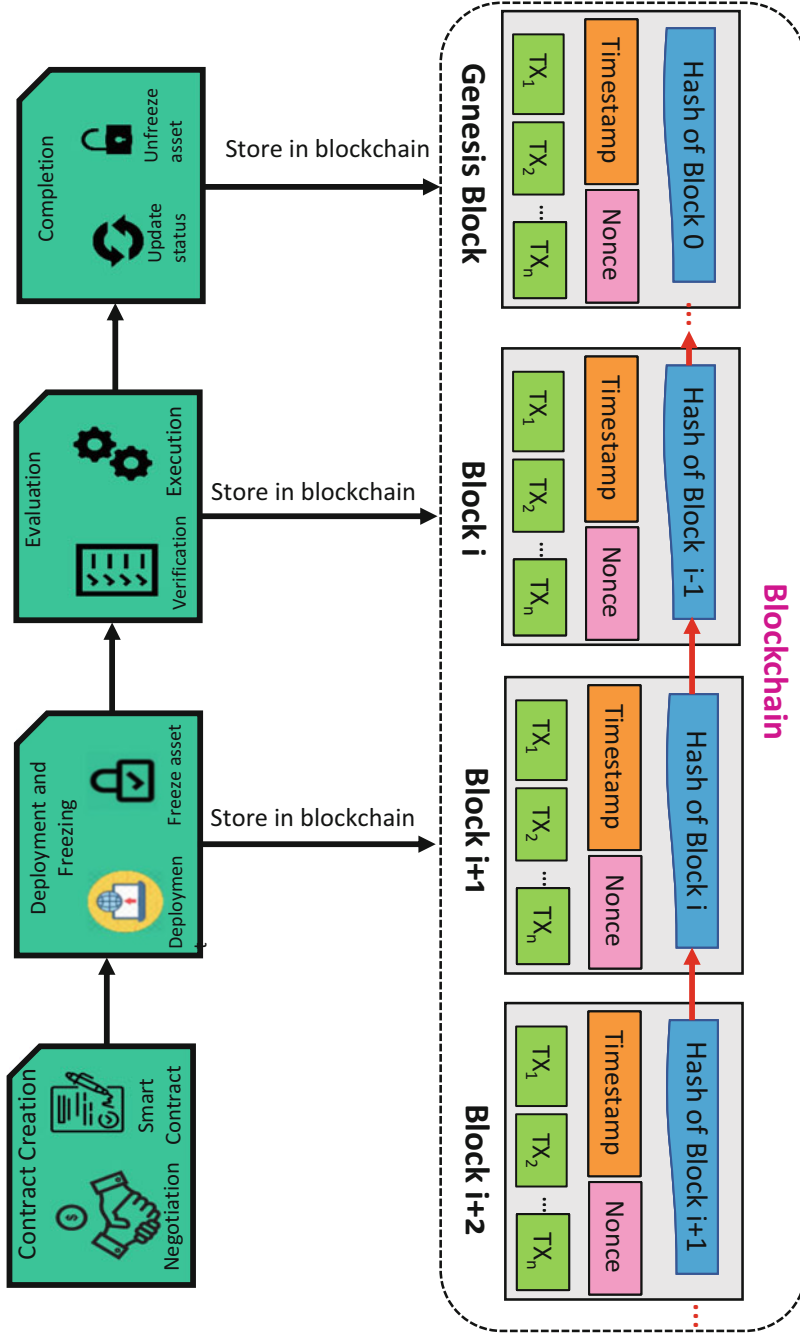 Contract Creation
Negotiation
Smart
Contract
Deployment and
Freezing
Deploymen
t
Freeze asset
Evaluation
Verification
Execution
Completion
Update
status
Unfreeze
asset
Store in blockchain
Store in blockchain
Store in blockchain
Genesis Block
TX1
TX2
...
TXn
Timestamp
Nonce
Hash of Block 0
...
Block i
TX1
TX2
...
TXn
Timestamp
Nonce
Hash of Block i-1
Block i+1
TX1
TX2
...
TXn
Timestamp
Nonce
Hash of Block i
Block i+2
TX1
TX2
...
TXn
Timestamp
Nonce
Hash of Block i+1
...
Blockchain